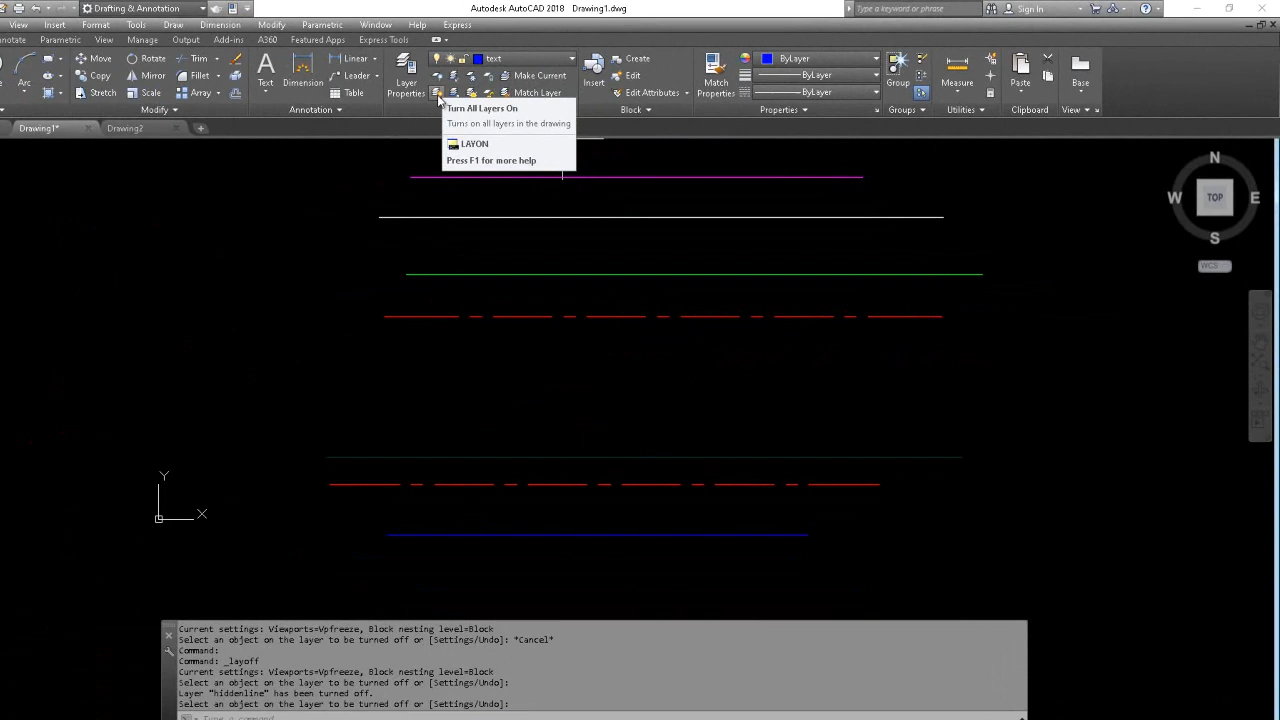 Drafting & Annotation
Autodesk AutoCAD 2018 Drawing1.dwg
Type a keyword or phrase
Sign In
View Insert Format Tools Draw Dimension Modify Parametric Window Help Express
nnotate Parametric View Manage Output Add-ins A360 Featured Apps Express Tools
Arc
Move Rotate Trim
Copy Mirror Fillet
Stretch Scale Array
Modify
Text
Dimension
Linear
Leader
Table
Annotation
Layer
Properties
text
Make Current
Match Layer
Insert
Create
Edit
Edit Attributes
Block
Match
Properties
ByLayer
ByLayer
ByLayer
Properties
Group
Groups
Measure
Utilities
Paste
Clipboard
Base
View
Drawing1*
Drawing2
Turn All Layers On
Turns on all layers in the drawing
LAYON
Press F1 for more help
N
W
TOP
E
S
WCS
Y
X
Current settings: Viewports=Vpfreeze, Block nesting level=Block
Select an object on the layer to be turned off or [Settings/Undo]: *Cancel*
Command:
Command: _layoff
Current settings: Viewports=Vpfreeze, Block nesting level=Block
Select an object on the layer to be turned off or [Settings/Undo]:
Layer "hiddenline" has been turned off.
Select an object on the layer to be turned off or [Settings/Undo]:
Type a command